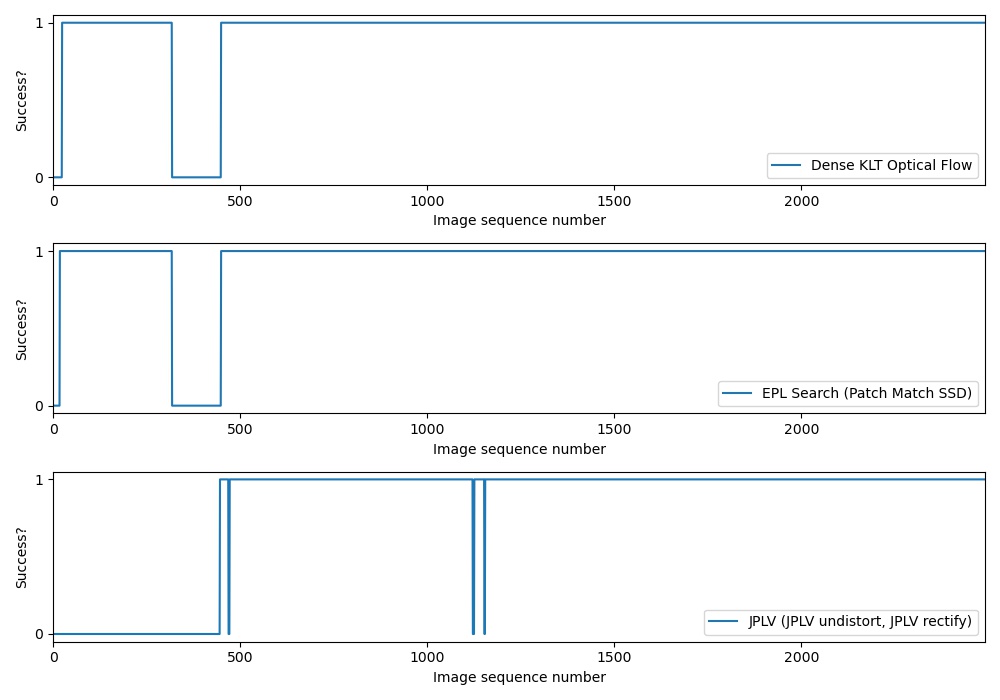 1
Success?
0
Dense KLT Optical Flow
0 500 1000 1500 2000
Image sequence number
1
Success?
0
EPL Search (Patch Match SSD)
0 500 1000 1500 2000
Image sequence number
1
Success?
0
JPLV (JPLV undistort, JPLV rectify)
0 500 1000 1500 2000
Image sequence number